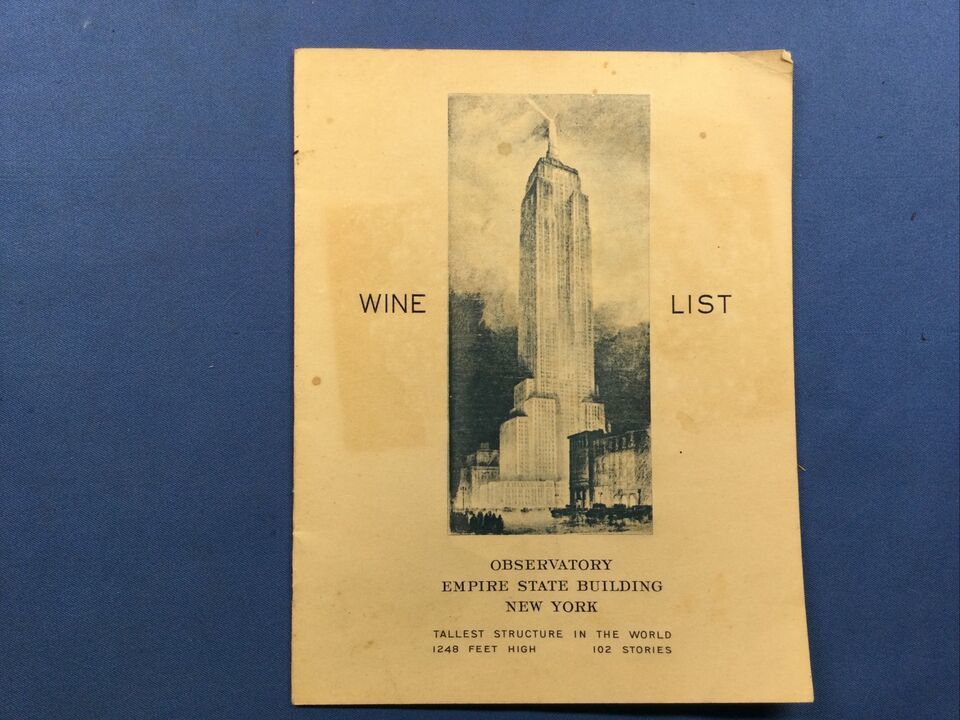 WINE LIST
OBSERVATORY
EMPIRE STATE BUILDING
NEW YORK
TALLEST STRUCTURE IN THE WORLD
1248 FEET HIGH 102 STORIES